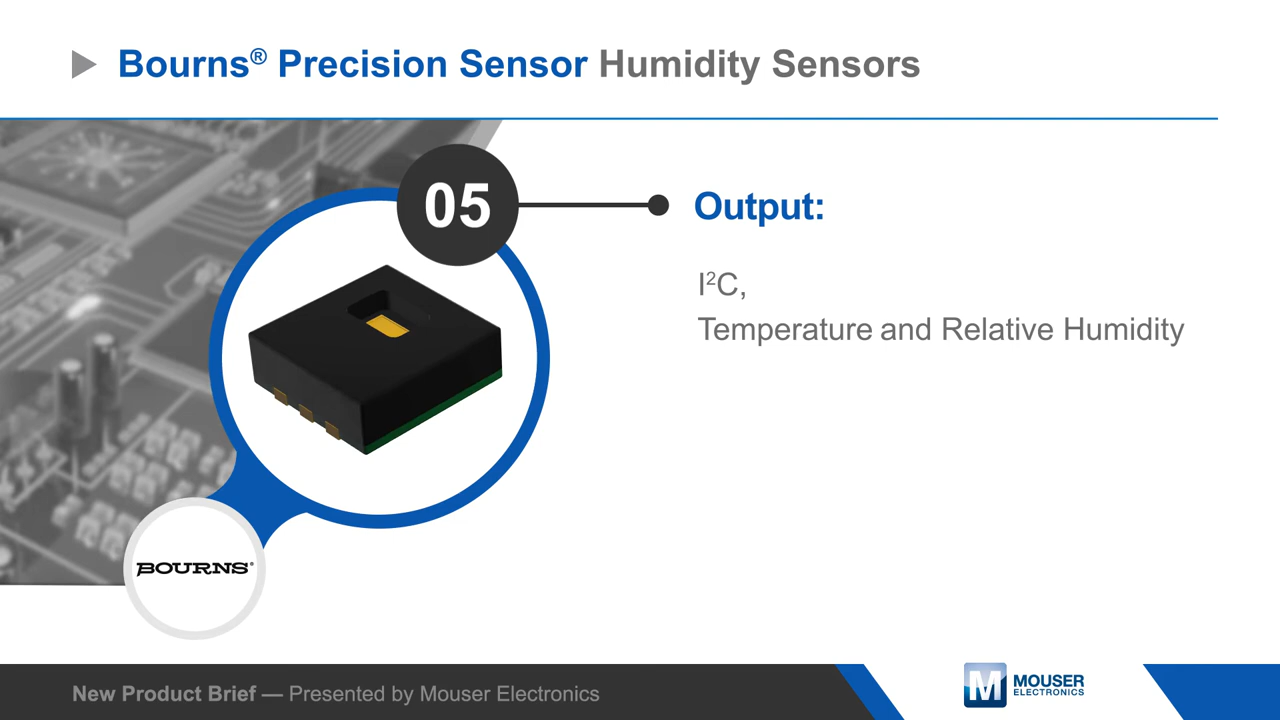 Bourns® Precision Sensor Humidity Sensors
05
Output:
I²C,
Temperature and Relative Humidity
BOURNS®
New Product Brief — Presented by Mouser Electronics
M MOUSER
ELECTRONICS